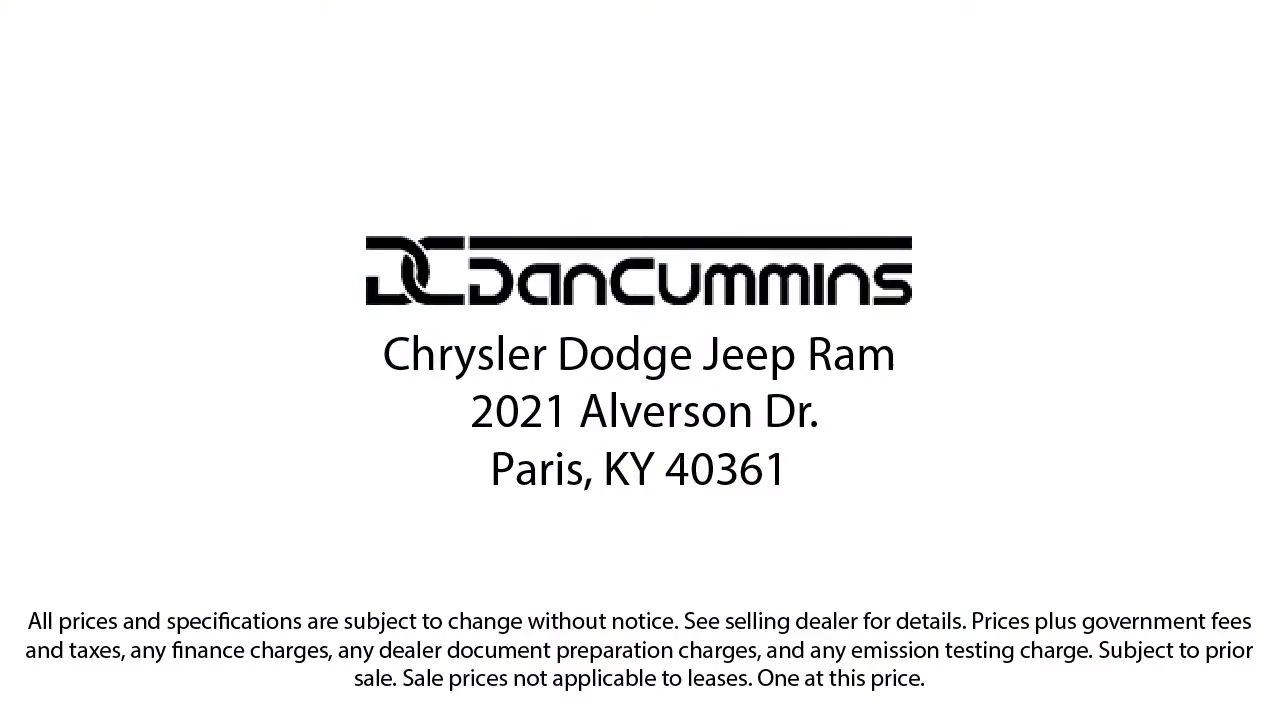 DC DanCummins
Chrysler Dodge Jeep Ram
2021 Alverson Dr.
Paris, KY 40361
All prices and specifications are subject to change without notice. See selling dealer for details. Prices plus government fees
and taxes, any finance charges, any dealer document preparation charges, and any emission testing charge. Subject to prior
sale. Sale prices not applicable to leases. One at this price.